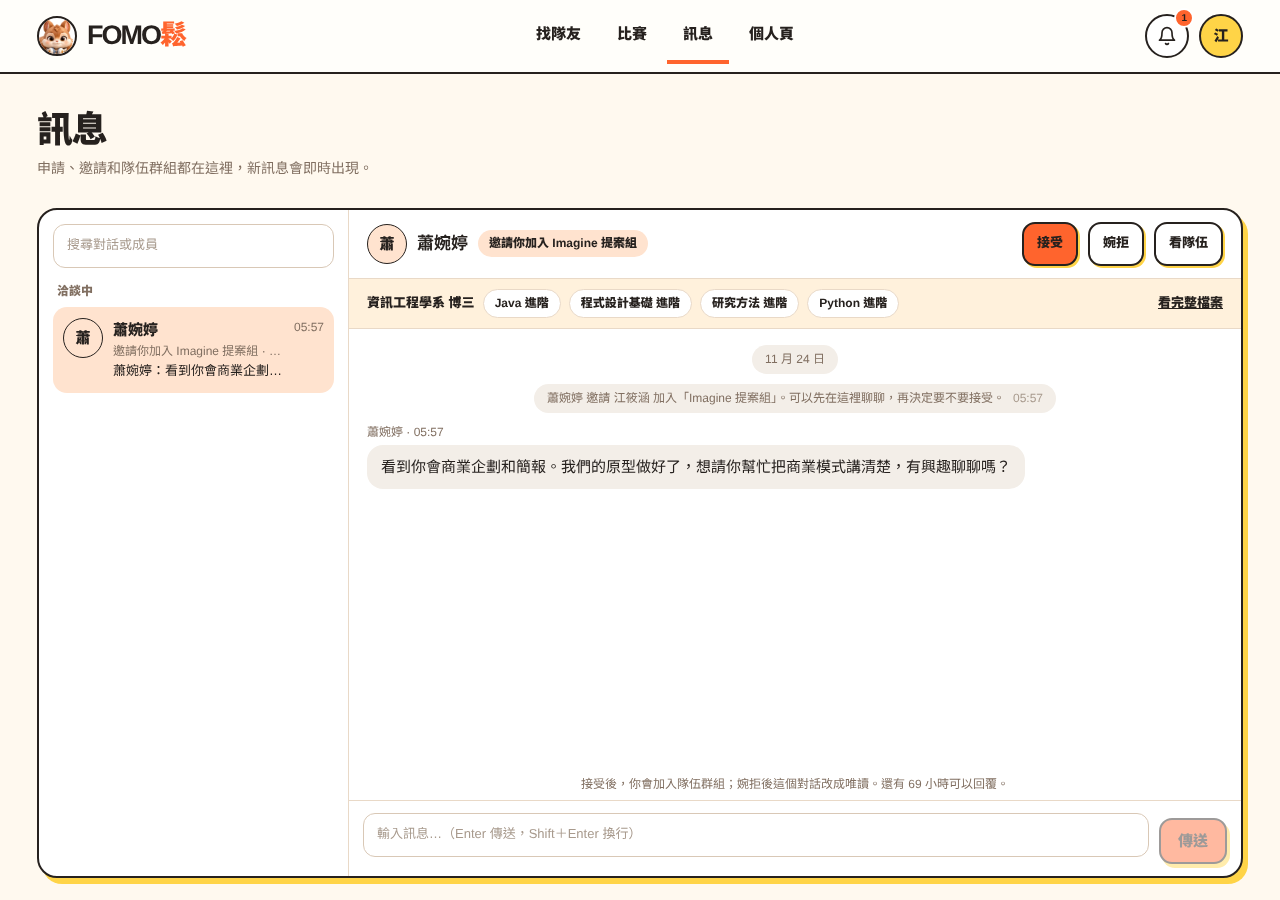 FOMO鬆
找隊友
比賽
訊息
個人頁
1
江
訊息
申請、邀請和隊伍群組都在這裡，新訊息會即時出現。
搜尋對話或成員
洽談中
蕭
蕭婉婷
05:57
邀請你加入 Imagine 提案組 · …
蕭婉婷：看到你會商業企劃…
蕭
蕭婉婷
邀請你加入 Imagine 提案組
接受
婉拒
看隊伍
資訊工程學系 博三
Java 進階
程式設計基礎 進階
研究方法 進階
Python 進階
看完整檔案
11 月 24 日
蕭婉婷 邀請 江筱涵 加入「Imagine 提案組」。可以先在這裡聊聊，再決定要不要接受。 05:57
蕭婉婷 · 05:57
看到你會商業企劃和簡報。我們的原型做好了，想請你幫忙把商業模式講清楚，有興趣聊聊嗎？
接受後，你會加入隊伍群組；婉拒後這個對話改成唯讀。還有 69 小時可以回覆。
輸入訊息…（Enter 傳送，Shift＋Enter 換行）
傳送